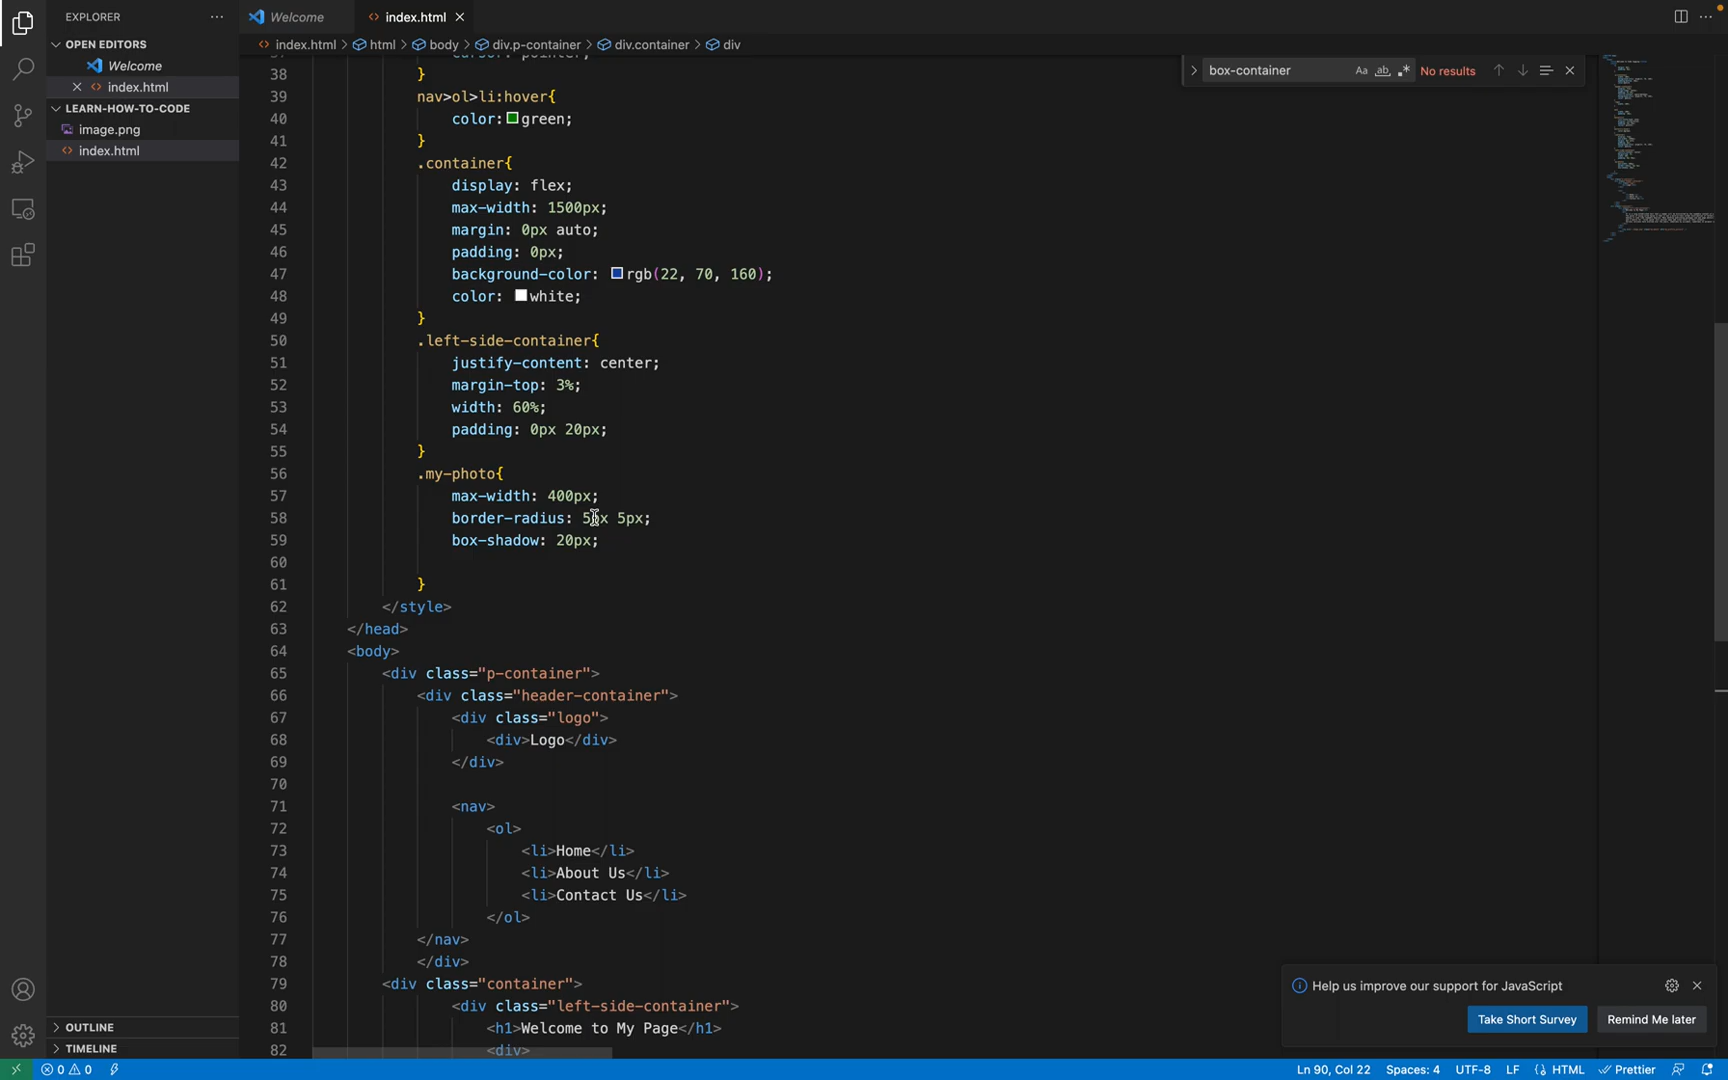 EXPLORER
Welcome
index.html
OPEN EDITORS
Welcome
index.html
LEARN-HOW-TO-CODE
image.png
index.html
OUTLINE
TIMELINE
index.html > html > body > div.p-container > div.container > div
box-container
Aa ab .*
No results
38 }
39 nav>ol>li:hover{
40 color: green;
41 }
42 .container{
43 display: flex;
44 max-width: 1500px;
45 margin: 0px auto;
46 padding: 0px;
47 background-color: rgb(22, 70, 160);
48 color: white;
49 }
50 .left-side-container{
51 justify-content: center;
52 margin-top: 3%;
53 width: 60%;
54 padding: 0px 20px;
55 }
56 .my-photo{
57 max-width: 400px;
58 border-radius: 5px 5px;
59 box-shadow: 20px;
60
61 }
62 </style>
63 </head>
64 <body>
65 <div class="p-container">
66 <div class="header-container">
67 <div class="logo">
68 <div>Logo</div>
69 </div>
70
71 <nav>
72 <ol>
73 <li>Home</li>
74 <li>About Us</li>
75 <li>Contact Us</li>
76 </ol>
77 </nav>
78 </div>
79 <div class="container">
80 <div class="left-side-container">
81 <h1>Welcome to My Page</h1>
82 <div>
Help us improve our support for JavaScript
Take Short Survey
Remind Me later
0 0
Ln 90, Col 22
Spaces: 4
UTF-8
LF
{} HTML
Prettier